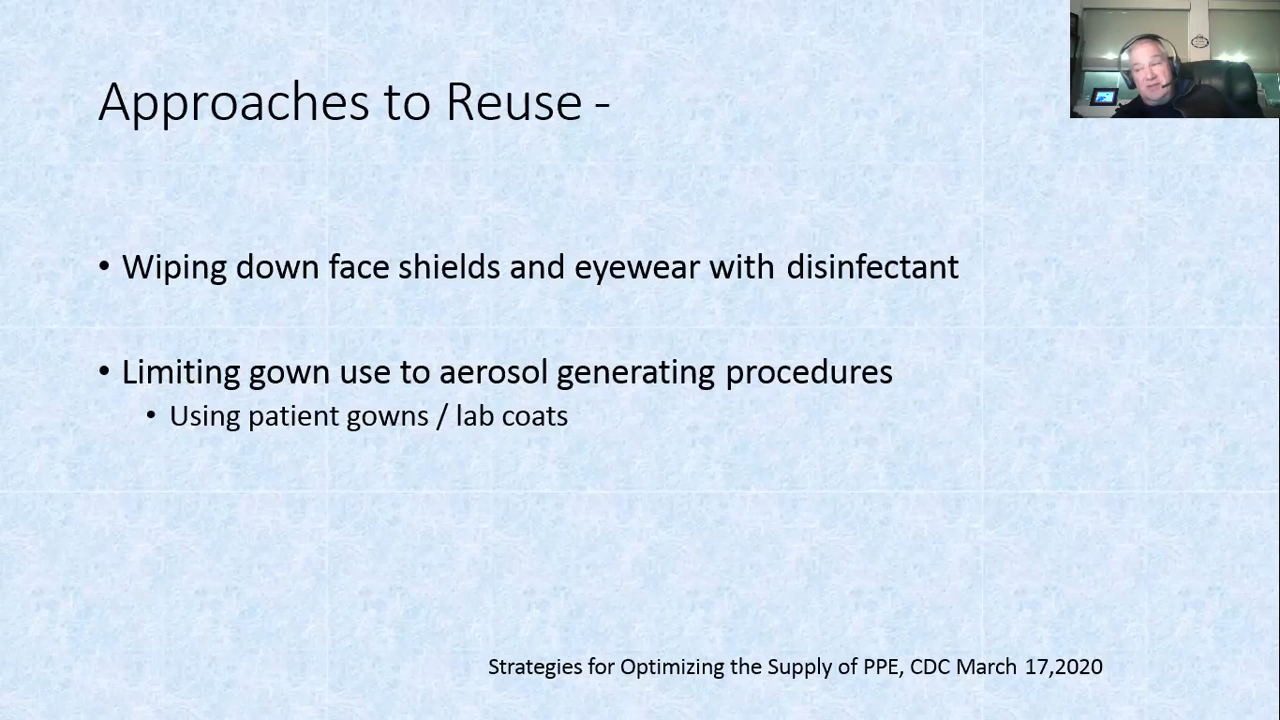 Approaches to Reuse -
• Wiping down face shields and eyewear with disinfectant
• Limiting gown use to aerosol generating procedures
• Using patient gowns / lab coats
Strategies for Optimizing the Supply of PPE, CDC March 17,2020